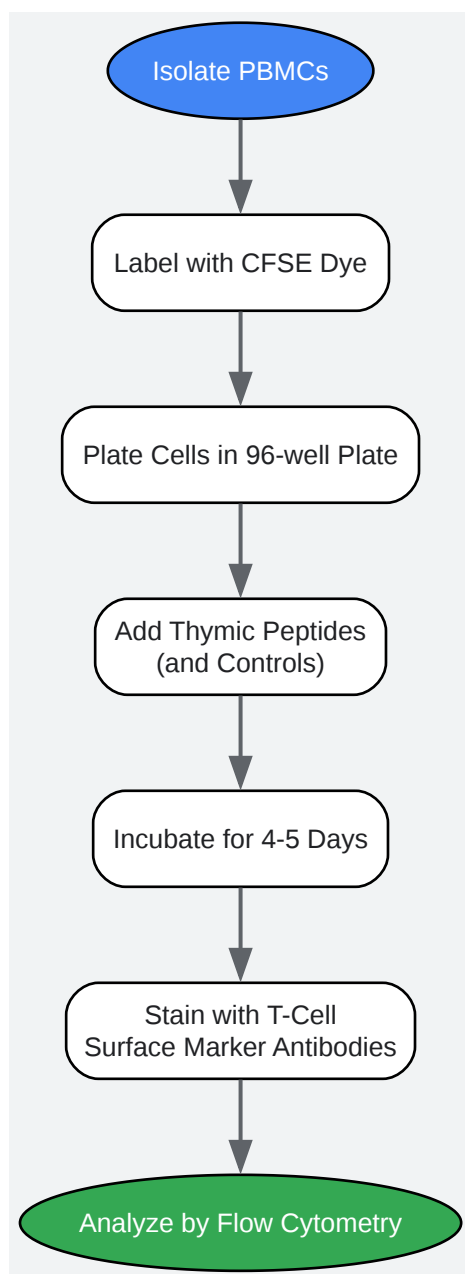 Isolate PBMCs
Label with CFSE Dye
Plate Cells in 96-well Plate
Add Thymic Peptides
(and Controls)
Incubate for 4-5 Days
Stain with T-Cell
Surface Marker Antibodies
Analyze by Flow Cytometry